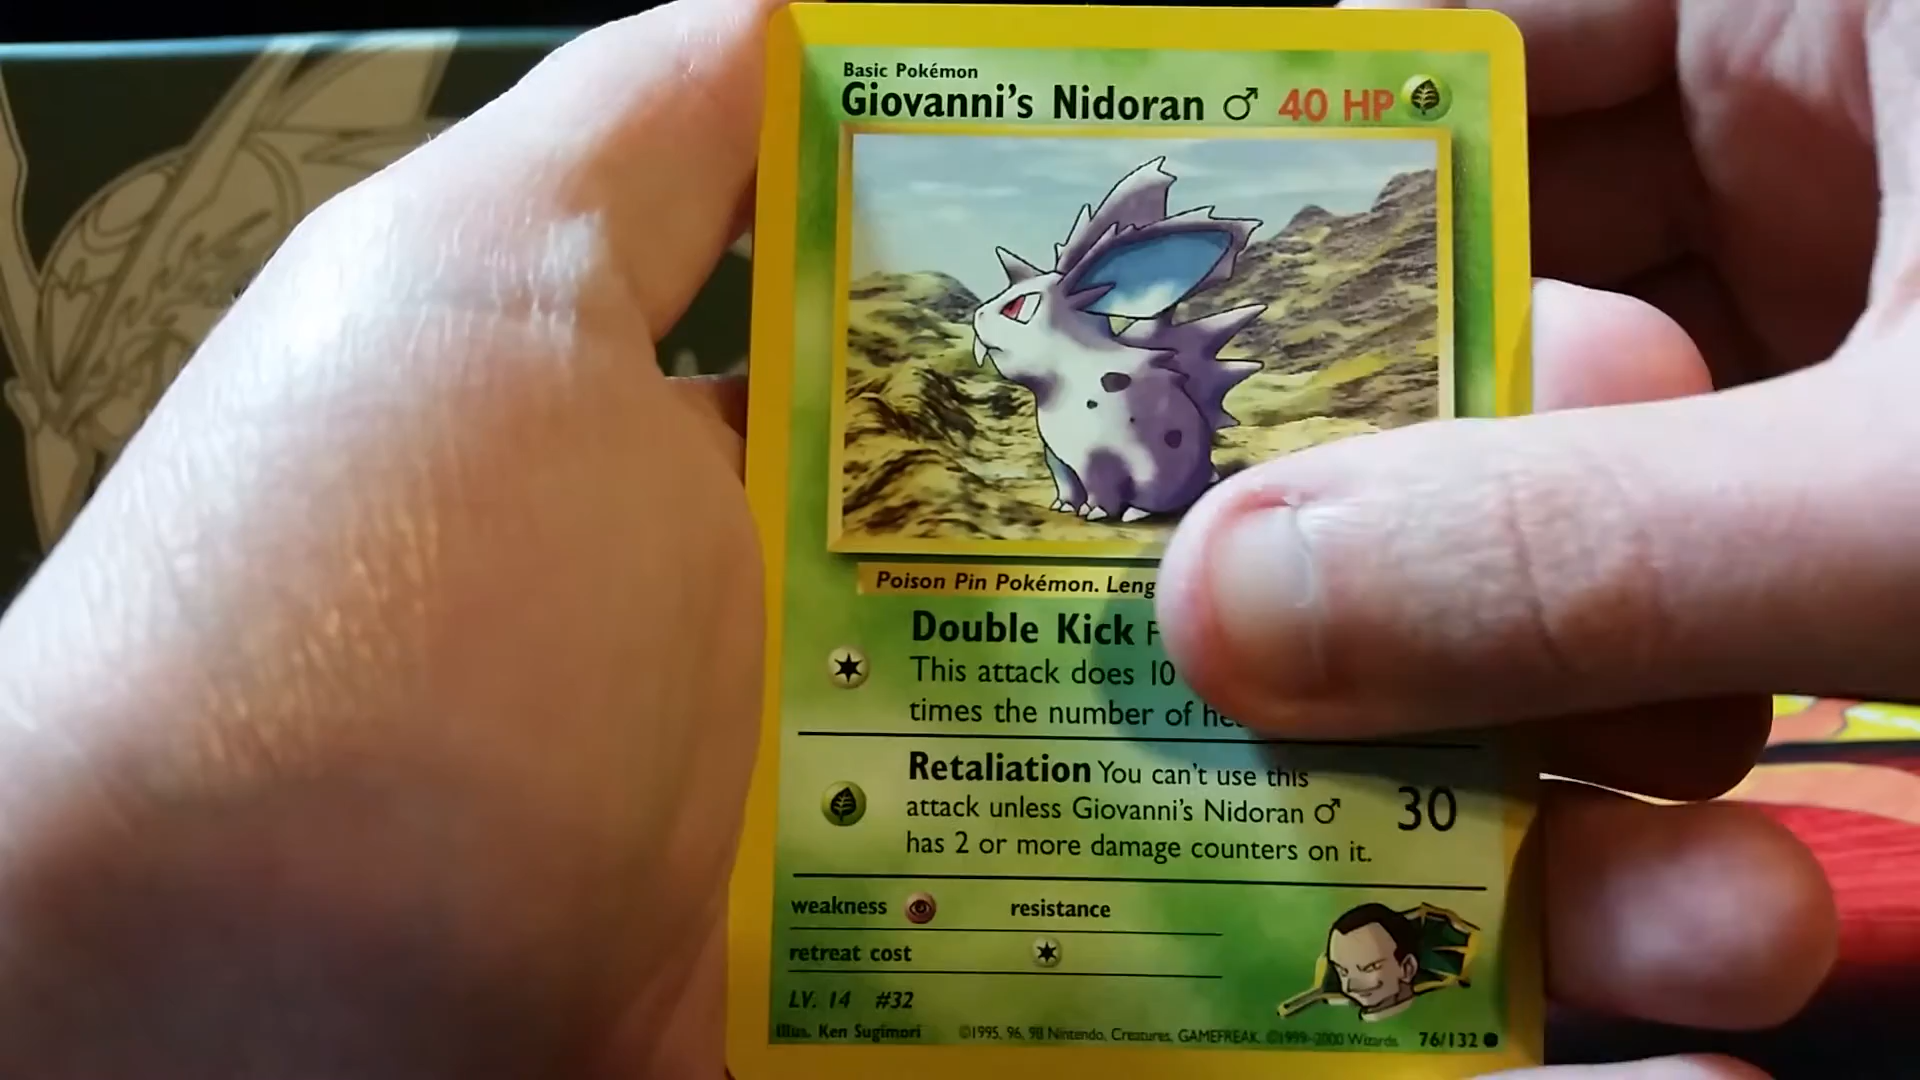 Basic Pokémon
Giovanni's Nidoran ♂ 40 HP
Poison Pin Pokémon. Leng
Double Kick F
This attack does 10
times the number of he
Retaliation You can't use this
attack unless Giovanni's Nidoran ♂
has 2 or more damage counters on it.
30
weakness resistance
retreat cost
LV. 14 #32
Illus. Ken Sugimori ©1995, 96, 98 Nintendo, Creatures, GAMEFREAK. ©1999-2000 Wizards. 76/132